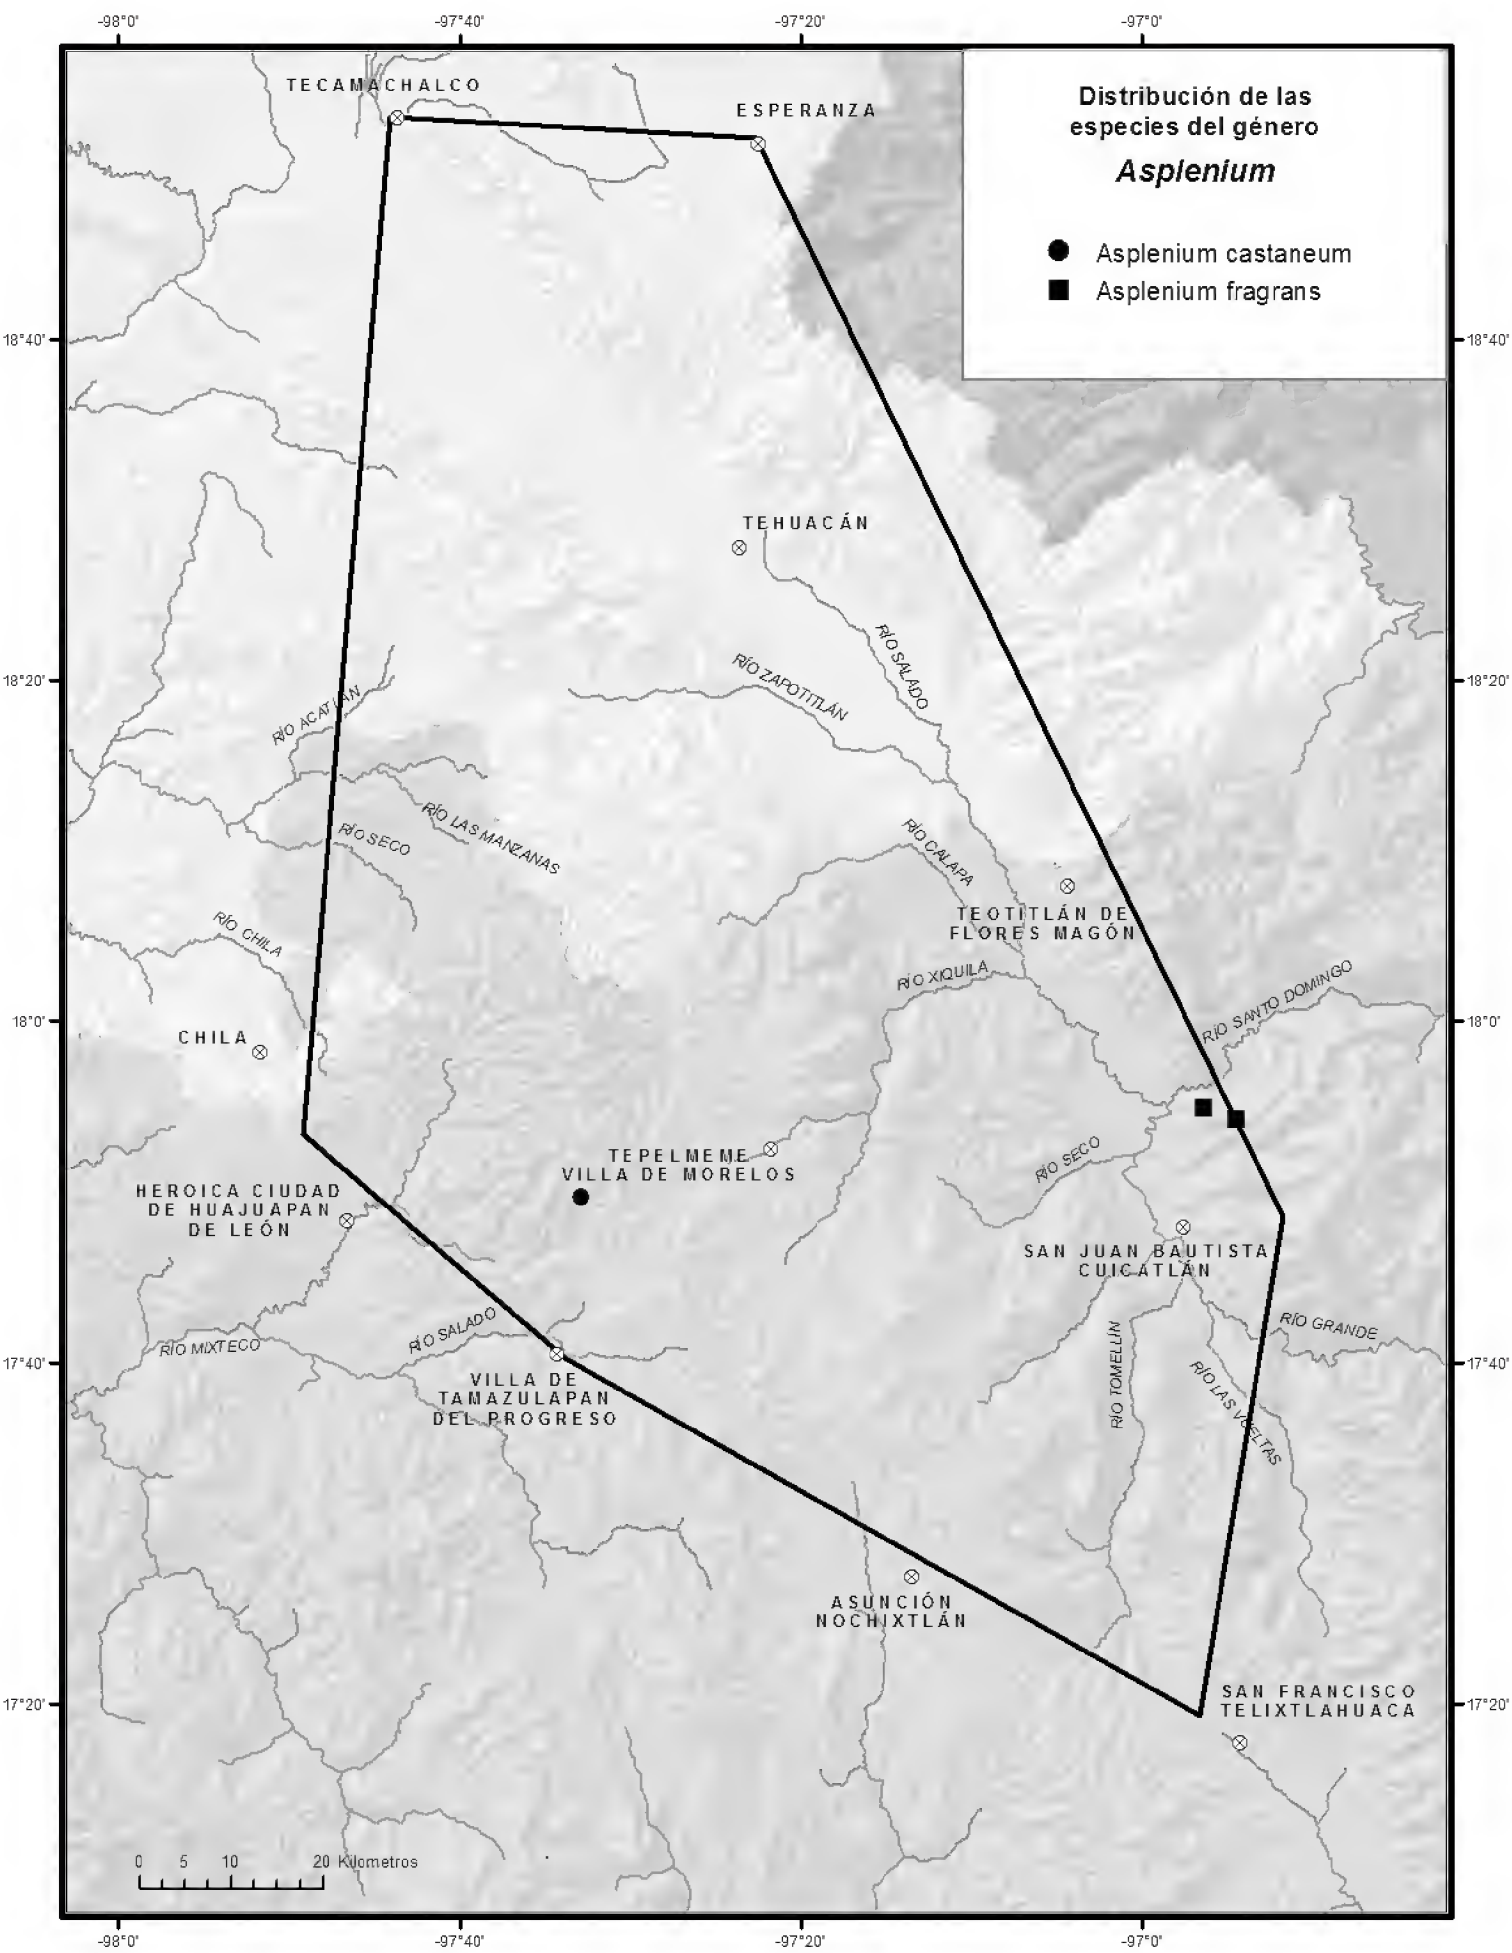 -98°0' -97°40' -97°20' -97°0'
TECAMACHALCO
ESPERANZA
Distribución de las
especies del género
Asplenium
Asplenium castaneum
Asplenium fragrans
18°40' 18°40'
TEHUACÁN
RÍO SALADO
RÍO ZAPOTITLÁN
18°20' 18°20'
RÍO ACATLÁN
RÍO LAS MANZANAS
RÍO SECO
RÍO CALAPA
TEOTITLÁN DE
FLORES MAGÓN
RÍO CHILA
RÍO XIQUILA
RÍO SANTO DOMINGO
18°0' 18°0'
CHILA
TEPELMEME
VILLA DE MORELOS
RÍO SECO
HEROICA CIUDAD
DE HUAJUAPAN
DE LEÓN
SAN JUAN BAUTISTA
CUICATLÁN
RÍO MIXTECO
RÍO SALADO
RÍO GRANDE
17°40' 17°40'
VILLA DE
TAMAZULAPAN
DEL PROGRESO
RÍO TOMELLÍN
RÍO LAS VUELTAS
ASUNCIÓN
NOCHIXTLÁN
SAN FRANCISCO
TELIXTLAHUACA
17°20' 17°20'
0 5 10 20 Kilometros
-98°0' -97°40' -97°20' -97°0'